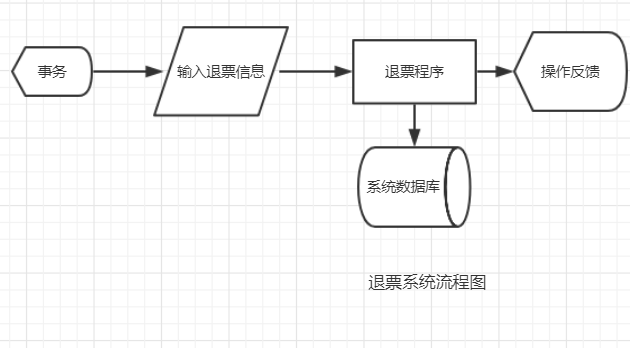 事务
输入退票信息
退票程序
操作反馈
系统数据库
退票系统流程图